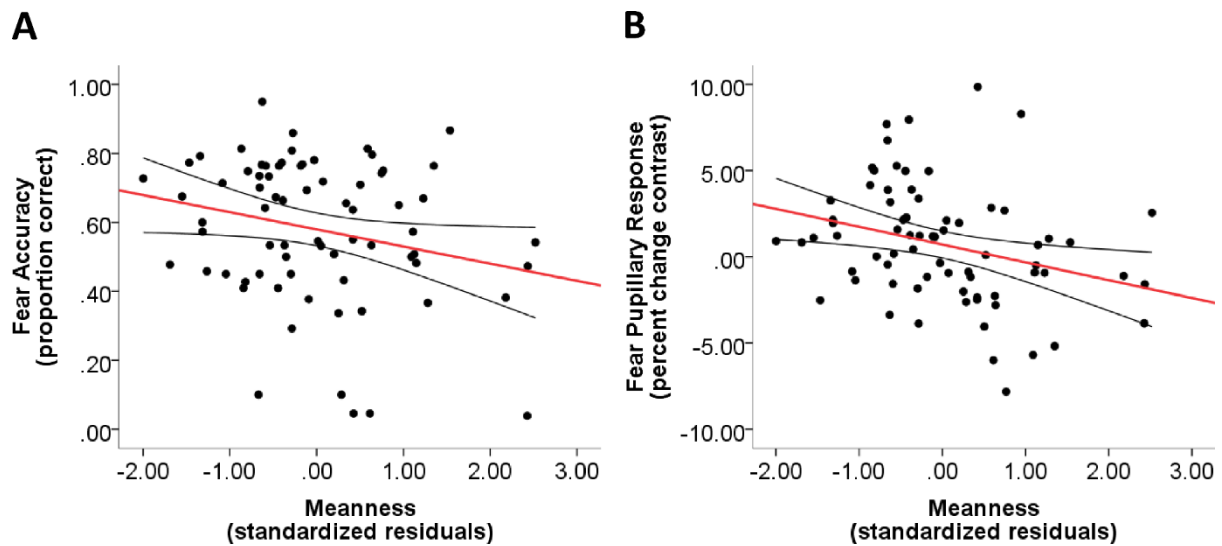 A
Fear Accuracy
(proportion correct)
1.00
.80
.60
.40
.20
.00
-2.00 -1.00 .00 1.00 2.00 3.00
Meanness
(standardized residuals)
B
Fear Pupillary Response
(percent change contrast)
10.00
5.00
.00
-5.00
-10.00
-2.00 -1.00 .00 1.00 2.00 3.00
Meanness
(standardized residuals)